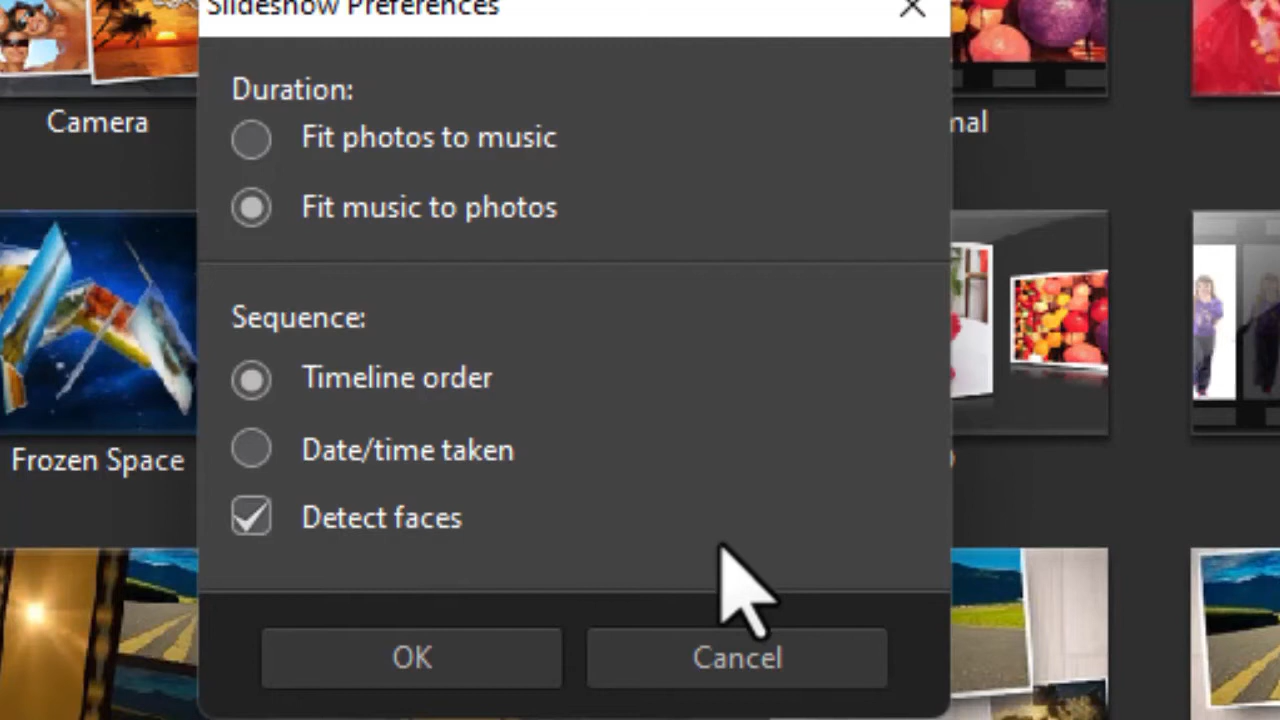 Slideshow Preferences
Duration:
Camera
Fit photos to music
Fit music to photos
Sequence:
Timeline order
Date/time taken
Frozen Space
Detect faces
OK
Cancel